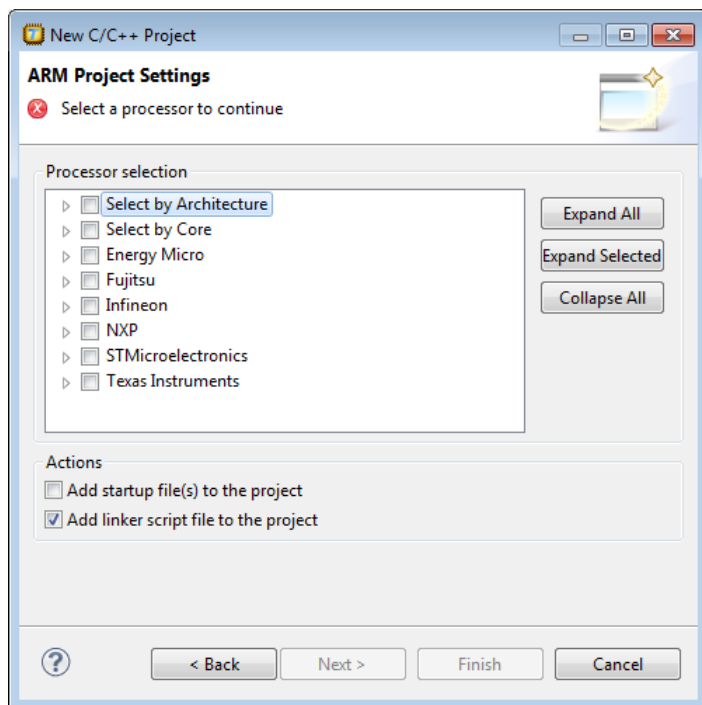 New C/C++ Project
ARM Project Settings
Select a processor to continue
Processor selection
Select by Architecture
Select by Core
Energy Micro
Fujitsu
Infineon
NXP
STMicroelectronics
Texas Instruments
Expand All
Expand Selected
Collapse All
Actions
Add startup file(s) to the project
Add linker script file to the project
?
< Back
Next >
Finish
Cancel